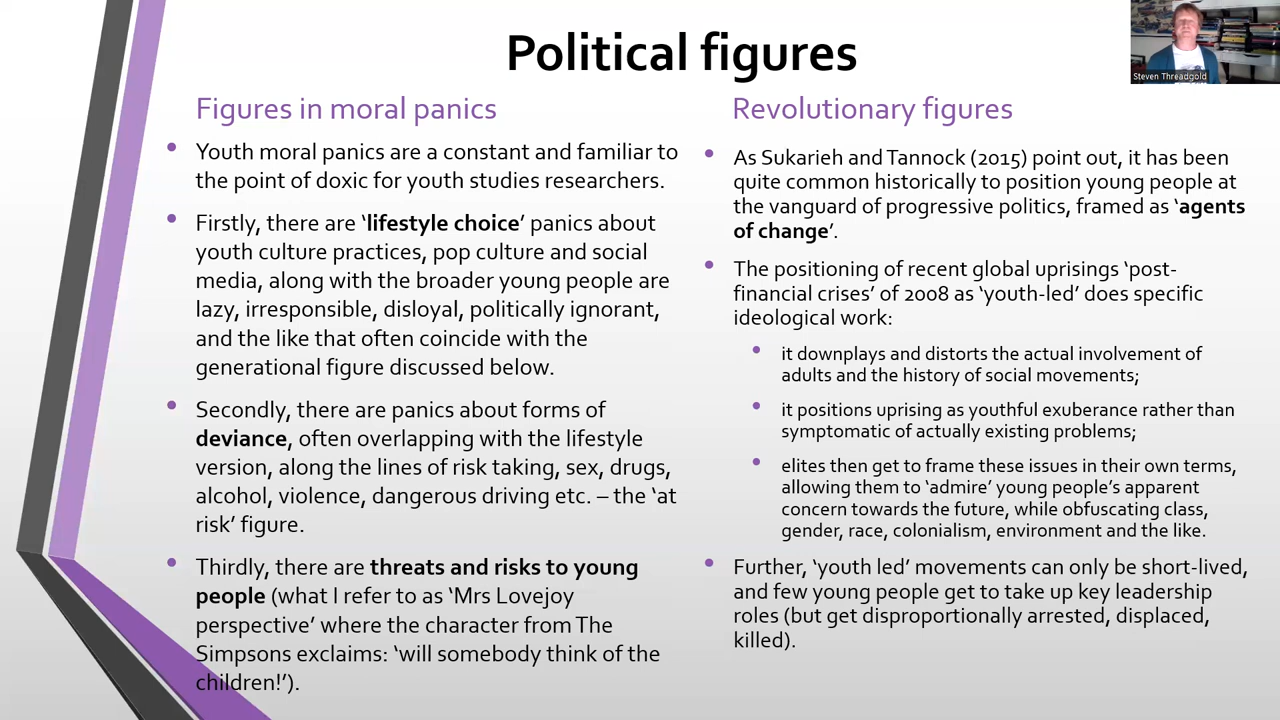 Political figures
Steven Threadgold
Figures in moral panics
Youth moral panics are a constant and familiar to
the point of doxic for youth studies researchers.
Firstly, there are ‘lifestyle choice’ panics about
youth culture practices, pop culture and social
media, along with the broader young people are
lazy, irresponsible, disloyal, politically ignorant,
and the like that often coincide with the
generational figure discussed below.
Secondly, there are panics about forms of
deviance, often overlapping with the lifestyle
version, along the lines of risk taking, sex, drugs,
alcohol, violence, dangerous driving etc. – the ‘at
risk’ figure.
Thirdly, there are threats and risks to young
people (what I refer to as ‘Mrs Lovejoy
perspective’ where the character from The
Simpsons exclaims: ‘will somebody think of the
children!’).
Revolutionary figures
As Sukarieh and Tannock (2015) point out, it has been
quite common historically to position young people at
the vanguard of progressive politics, framed as ‘agents
of change’.
The positioning of recent global uprisings ‘post-
financial crises’ of 2008 as ‘youth-led’ does specific
ideological work:
it downplays and distorts the actual involvement of
adults and the history of social movements;
it positions uprising as youthful exuberance rather than
symptomatic of actually existing problems;
elites then get to frame these issues in their own terms,
allowing them to ‘admire’ young people’s apparent
concern towards the future, while obfuscating class,
gender, race, colonialism, environment and the like.
Further, ‘youth led’ movements can only be short-lived,
and few young people get to take up key leadership
roles (but get disproportionally arrested, displaced,
killed).